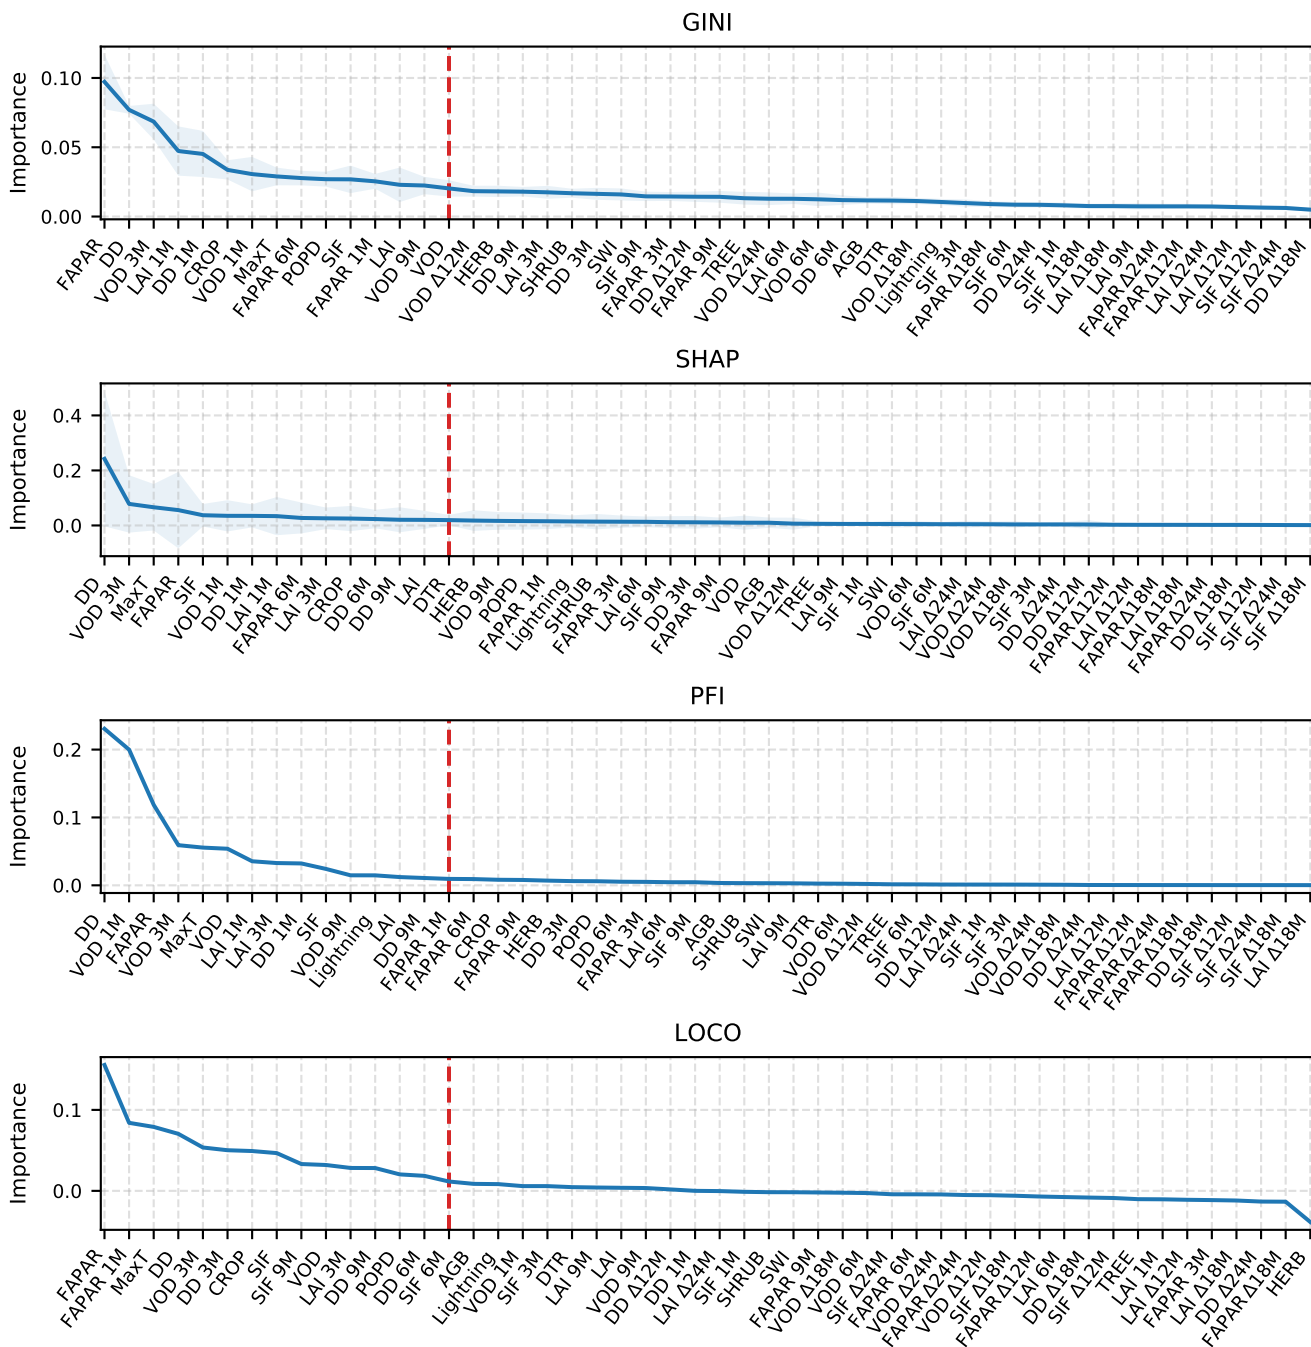 GINI
Importance
0.10
0.05
0.00
FAPAR
DD
VOD 3M
LAI 1M
DD 1M
CROP
VOD 1M
MaxT
FAPAR 6M
POPD
SIF
FAPAR 1M
LAI
VOD 9M
VOD
VOD Δ12M
HERB
DD 9M
LAI 3M
SHRUB
DD 3M
SWI
SIF 9M
FAPAR 3M
DD Δ12M
FAPAR 9M
TREE
VOD Δ24M
LAI 6M
VOD 6M
DD 6M
AGB
DTR
VOD Δ18M
Lightning
SIF 3M
FAPAR Δ18M
SIF 6M
DD Δ24M
SIF 1M
SIF Δ18M
LAI Δ18M
LAI 9M
FAPAR Δ24M
FAPAR Δ12M
LAI Δ24M
LAI Δ12M
SIF Δ12M
SIF Δ24M
DD Δ18M
SHAP
Importance
0.4
0.2
0.0
DD
VOD 3M
MaxT
FAPAR
SIF
VOD 1M
DD 1M
LAI 1M
FAPAR 6M
LAI 3M
CROP
DD 6M
DD 9M
LAI
DTR
HERB
VOD 9M
POPD
FAPAR 1M
Lightning
SHRUB
FAPAR 3M
LAI 6M
SIF 9M
DD 3M
FAPAR 9M
VOD
AGB
VOD Δ12M
TREE
LAI 9M
SIF 1M
SWI
VOD 6M
SIF 6M
LAI Δ24M
VOD Δ24M
VOD Δ18M
SIF 3M
DD Δ24M
DD Δ12M
FAPAR Δ12M
LAI Δ12M
FAPAR Δ18M
LAI Δ18M
FAPAR Δ24M
DD Δ18M
SIF Δ12M
SIF Δ24M
SIF Δ18M
PFI
Importance
0.2
0.1
0.0
DD
VOD 1M
FAPAR
VOD 3M
MaxT
VOD
LAI 1M
LAI 3M
DD 1M
SIF
VOD 9M
Lightning
LAI
DD 9M
FAPAR 1M
FAPAR 6M
CROP
FAPAR 9M
HERB
DD 3M
POPD
DD 6M
FAPAR 3M
LAI 6M
SIF 9M
AGB
SHRUB
SWI
LAI 9M
DTR
VOD 6M
VOD Δ12M
TREE
SIF 6M
DD Δ12M
LAI Δ24M
SIF 1M
SIF 3M
VOD Δ24M
VOD Δ18M
DD Δ24M
LAI Δ12M
FAPAR Δ12M
FAPAR Δ24M
FAPAR Δ18M
DD Δ18M
SIF Δ12M
SIF Δ24M
SIF Δ18M
LAI Δ18M
LOCO
Importance
0.1
0.0
FAPAR
FAPAR 1M
MaxT
DD
VOD 3M
DD 3M
CROP
SIF
SIF 9M
VOD
LAI 3M
DD 9M
POPD
DD 6M
SIF 6M
AGB
Lightning
VOD 1M
SIF 3M
DTR
LAI 9M
LAI
VOD 9M
DD Δ12M
DD 1M
LAI Δ24M
SIF 1M
SHRUB
SWI
FAPAR 9M
VOD Δ18M
VOD 6M
SIF Δ24M
FAPAR 6M
VOD Δ24M
FAPAR Δ24M
VOD Δ12M
SIF Δ18M
FAPAR Δ12M
LAI 6M
DD Δ18M
SIF Δ12M
TREE
LAI 1M
LAI Δ12M
FAPAR 3M
LAI Δ18M
DD Δ24M
FAPAR Δ18M
HERB